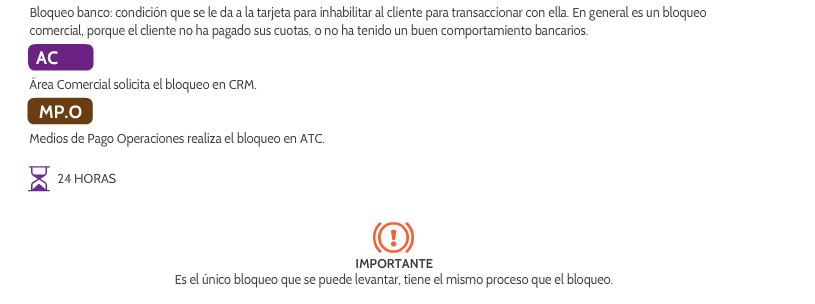 Bloqueo banco: condición que se le da a la tarjeta para inhabilitar al cliente para transaccionar con ella. En general es un bloqueo
comercial, porque el cliente no ha pagado sus cuotas, o no ha tenido un buen comportamiento bancarios.
AC
Área Comercial solicita el bloqueo en CRM.
MP.O
Medios de Pago Operaciones realiza el bloqueo en ATC.
24 HORAS
IMPORTANTE
Es el único bloqueo que se puede levantar, tiene el mismo proceso que el bloqueo.